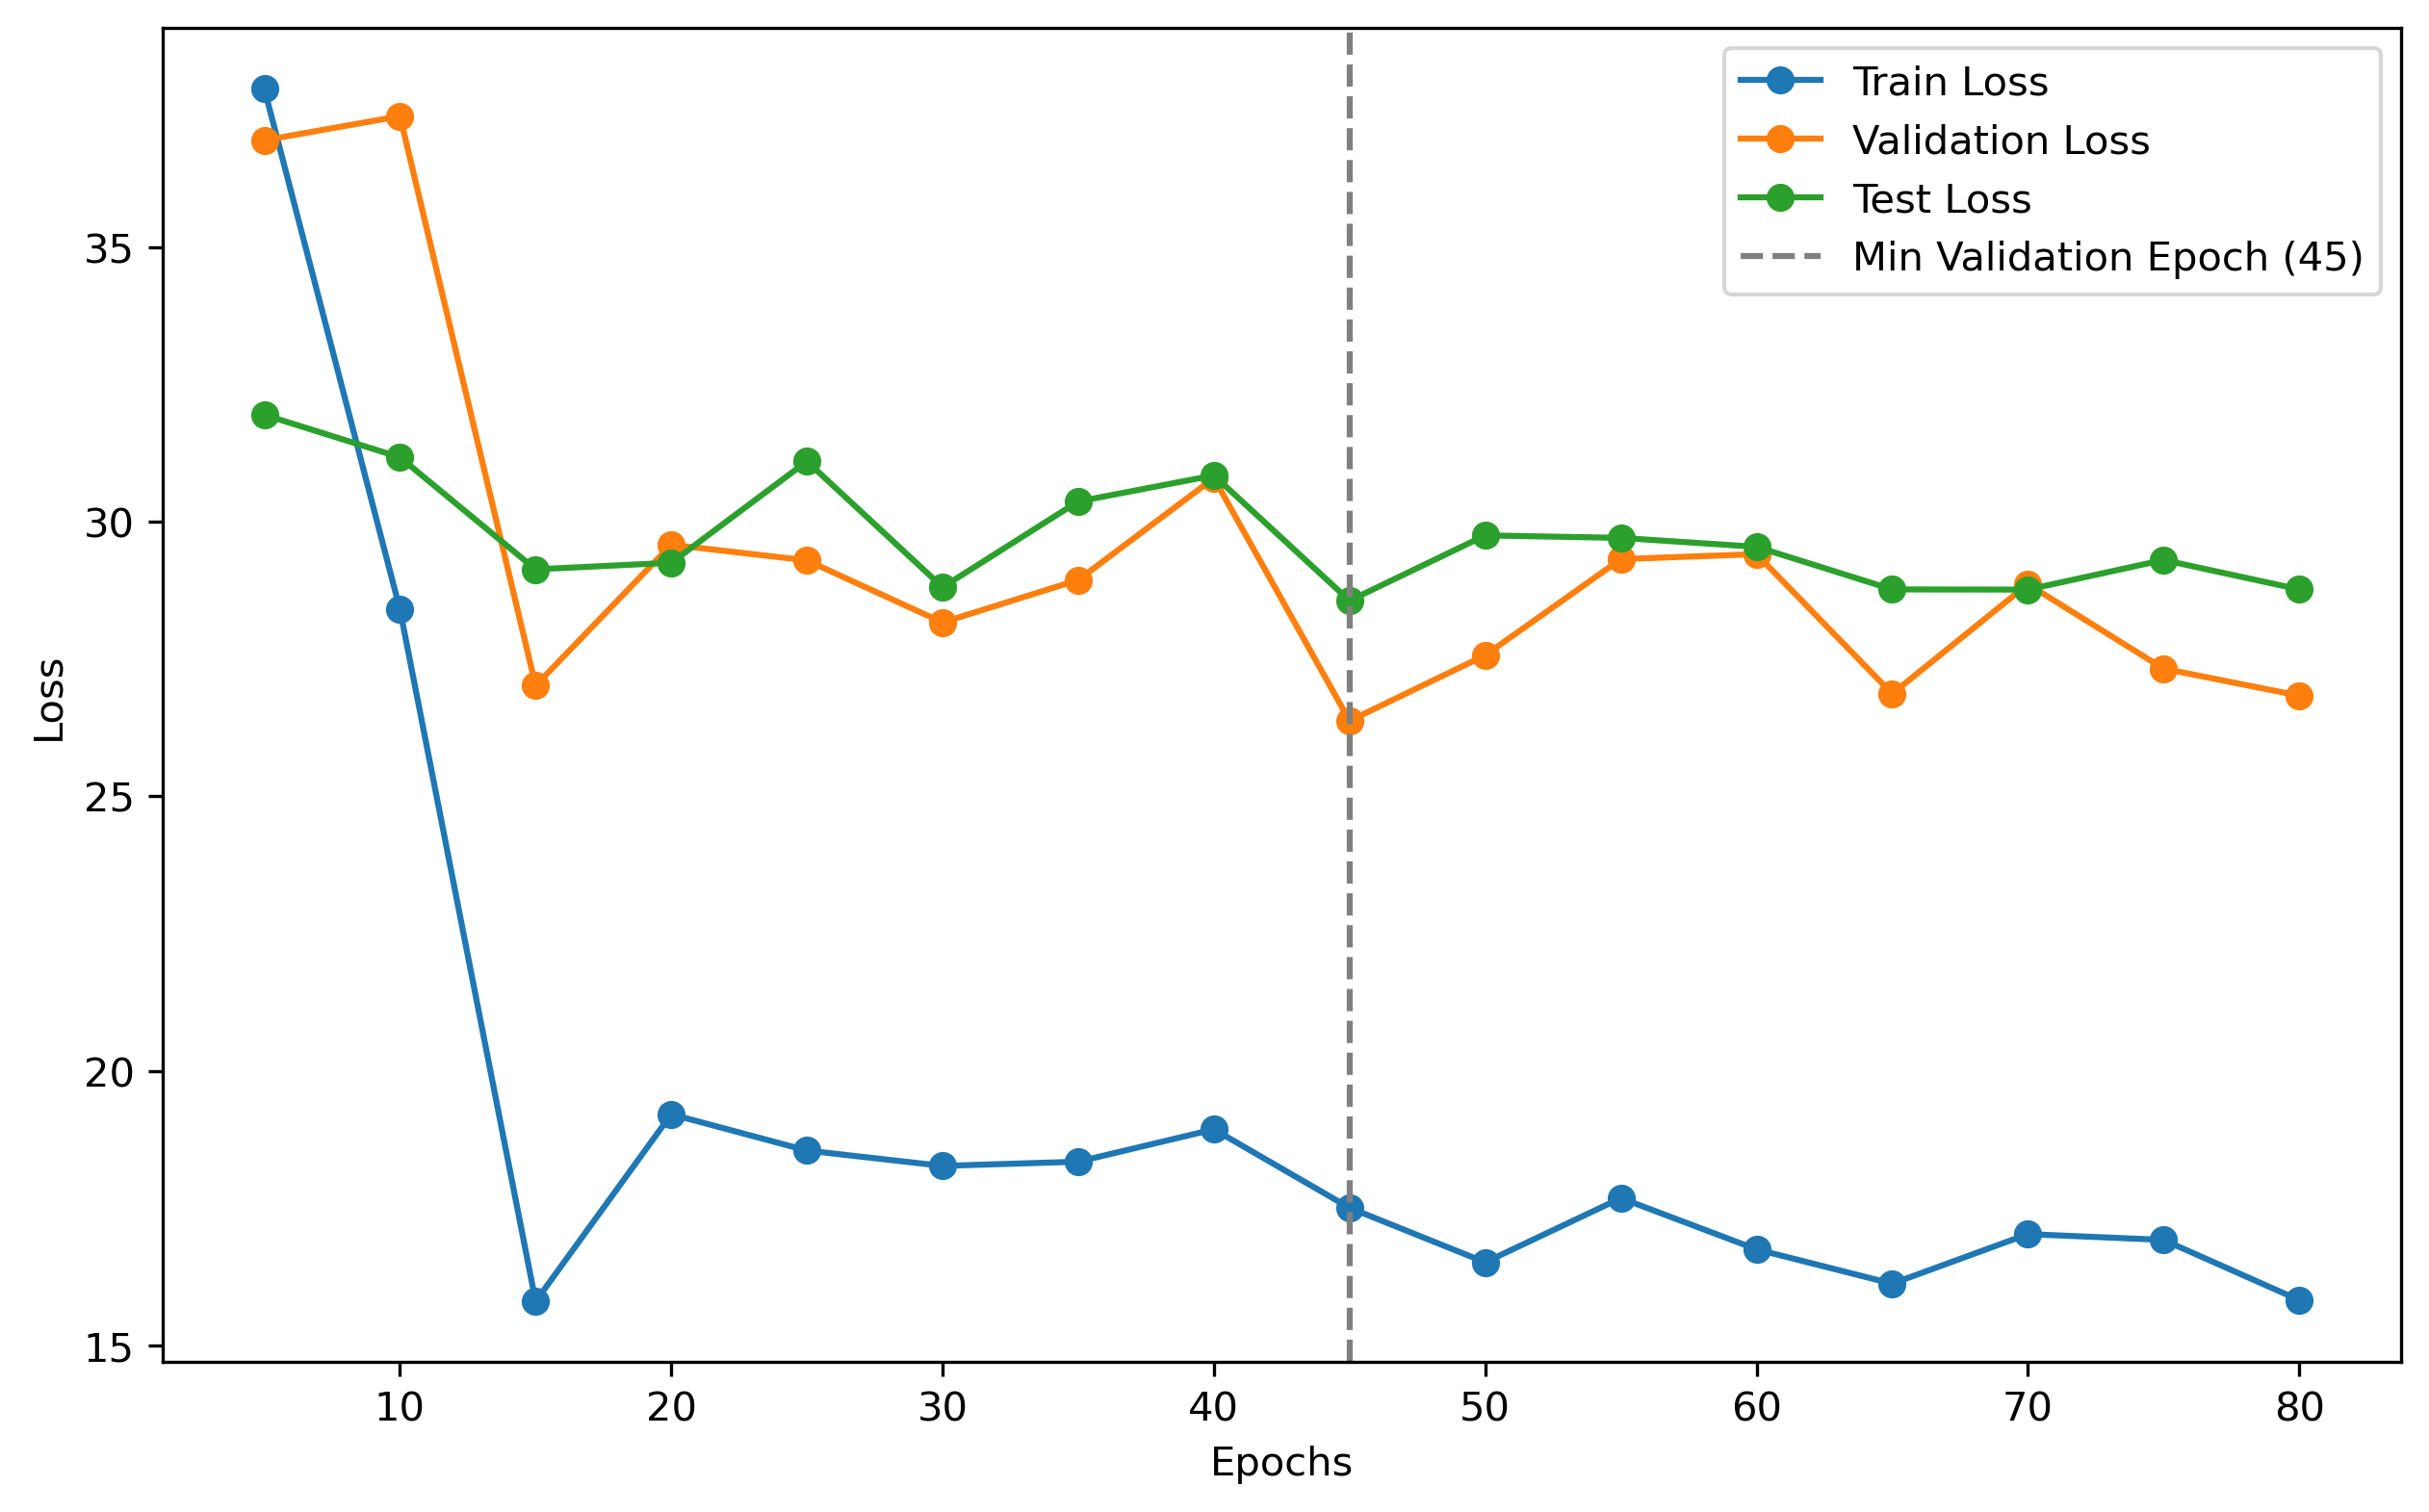 Train Loss
Validation Loss
Test Loss
Min Validation Epoch (45)
35
30
25
20
15
Loss
10 20 30 40 50 60 70 80
Epochs